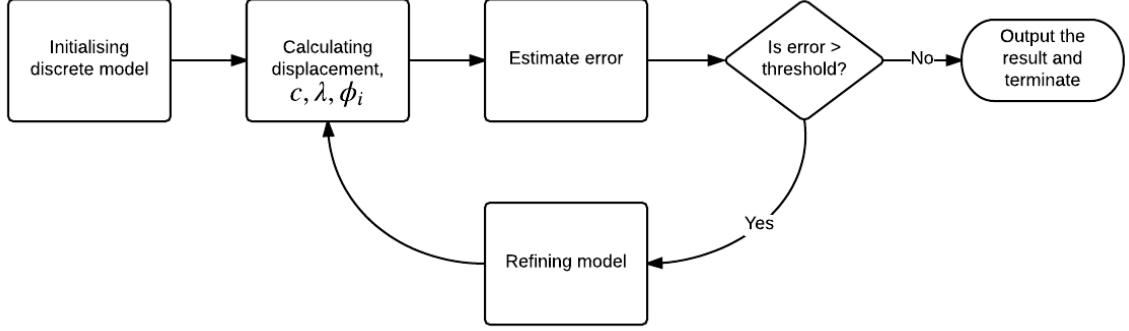 Initialising
discrete model
Calculating
displacement,
c, λ, ϕᵢ
Estimate error
Is error >
threshold?
No
Output the
result and
terminate
Yes
Refining model